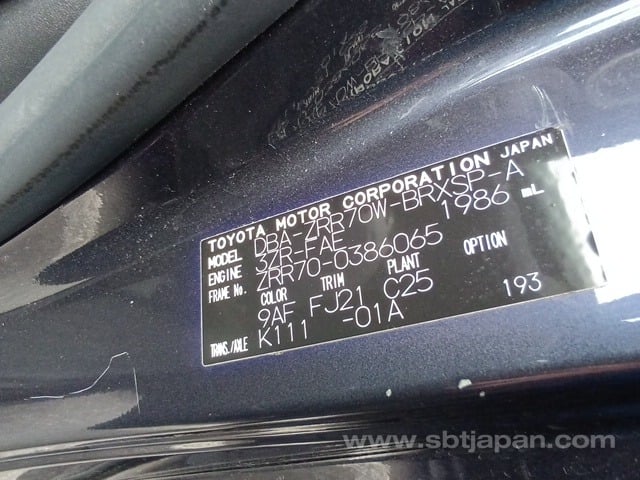 TOYOTA MOTOR CORPORATION JAPAN
MODEL DBA-ZRR70W-BRXSP-A
ENGINE 3ZR-FAE 1986 mL
FRAME No. ZRR70-0386065
COLOR TRIM PLANT OPTION
9AF FJ21 C25 193
TRANS./AXLE K111 -01A
www.sbtjapan.com